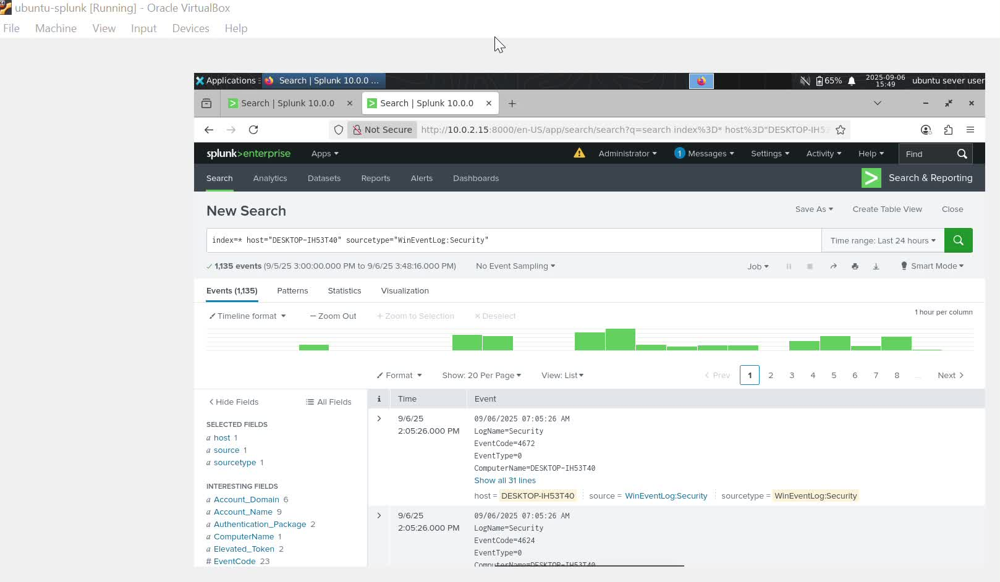 ubuntu-splunk [Running] - Oracle VirtualBox
File Machine View Input Devices Help
Applications Search | Splunk 10.0.0 ... 65% 2025-09-06 15:49 ubuntu sever user
Search | Splunk 10.0.0 × Search | Splunk 10.0.0 × +
Not Secure http://10.0.2.15:8000/en-US/app/search/search?q=search index%3D* host%3D"DESKTOP-IH53
splunk>enterprise Apps Administrator 1 Messages Settings Activity Help Find
Search Analytics Datasets Reports Alerts Dashboards > Search & Reporting
New Search Save As Create Table View Close
index=* host="DESKTOP-IH53T40" sourcetype="WinEventLog:Security" Time range: Last 24 hours
✓ 1,135 events (9/5/25 3:00:00.000 PM to 9/6/25 3:48:16.000 PM) No Event Sampling Job Smart Mode
Events (1,135) Patterns Statistics Visualization
Timeline format — Zoom Out + Zoom to Selection × Deselect 1 hour per column
Format Show: 20 Per Page View: List < Prev 1 2 3 4 5 6 7 8 ... Next >
< Hide Fields All Fields i Time Event
SELECTED FIELDS
a host 1
a source 1
a sourcetype 1
INTERESTING FIELDS
a Account_Domain 6
a Account_Name 9
a Authentication_Package 2
a ComputerName 1
a Elevated_Token 2
# EventCode 23
> 9/6/25 2:05:26.000 PM
09/06/2025 07:05:26 AM
LogName=Security
EventCode=4672
EventType=0
ComputerName=DESKTOP-IH53T40
Show all 31 lines
host = DESKTOP-IH53T40 source = WinEventLog:Security sourcetype = WinEventLog:Security
> 9/6/25 2:05:26.000 PM
09/06/2025 07:05:26 AM
LogName=Security
EventCode=4624
EventType=0
ComputerName=DESKTOP-IH53T40